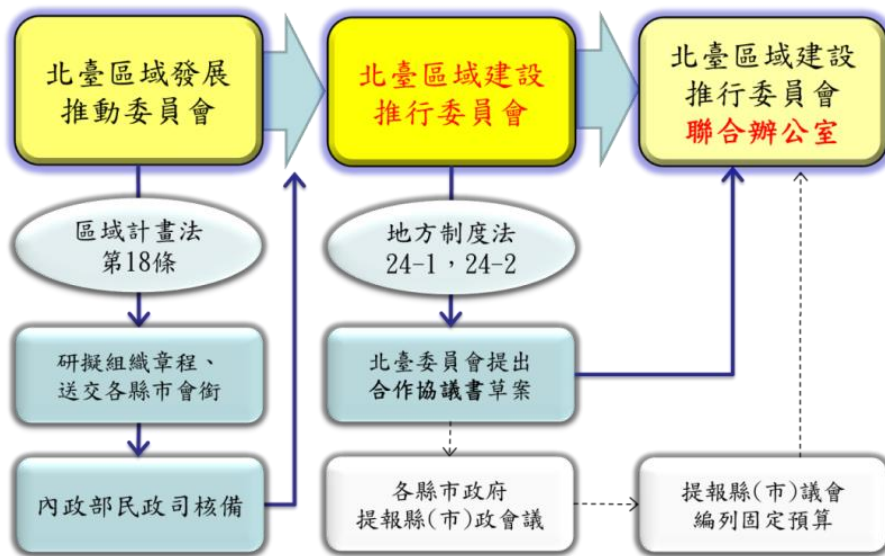 北臺區域發展
推動委員會
北臺區域建設
推行委員會
北臺區域建設
推行委員會
聯合辦公室
區域計畫法
第18條
地方制度法
24-1，24-2
研擬組織章程、
送交各縣市會銜
北臺委員會提出
合作協議書草案
內政部民政司核備
各縣市政府
提報縣(市)政會議
提報縣(市)議會
編列固定預算